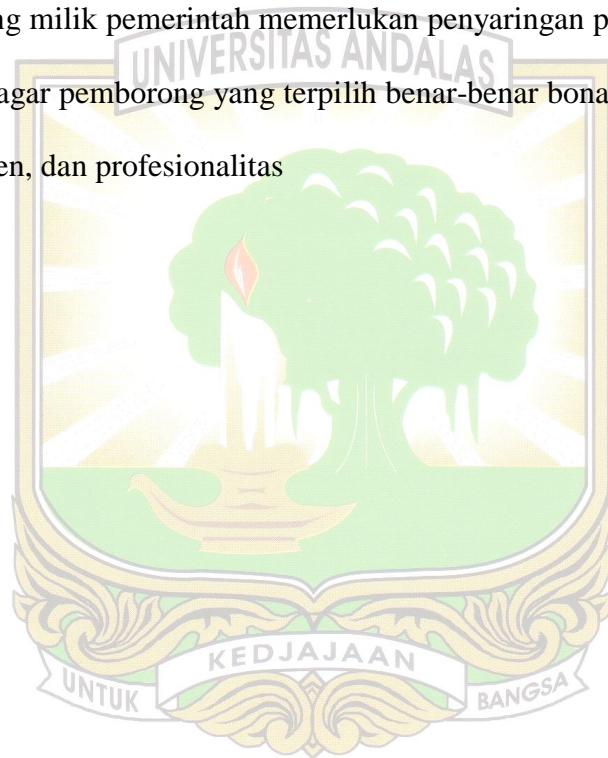 ng milik pemerintah memerlukan penyaringan p
UNIVERSITAS ANDALAS
agar pemborong yang terpilih benar-benar bona
en, dan profesionalitas
KEDJAJAAN
UNTUK
BANGSA